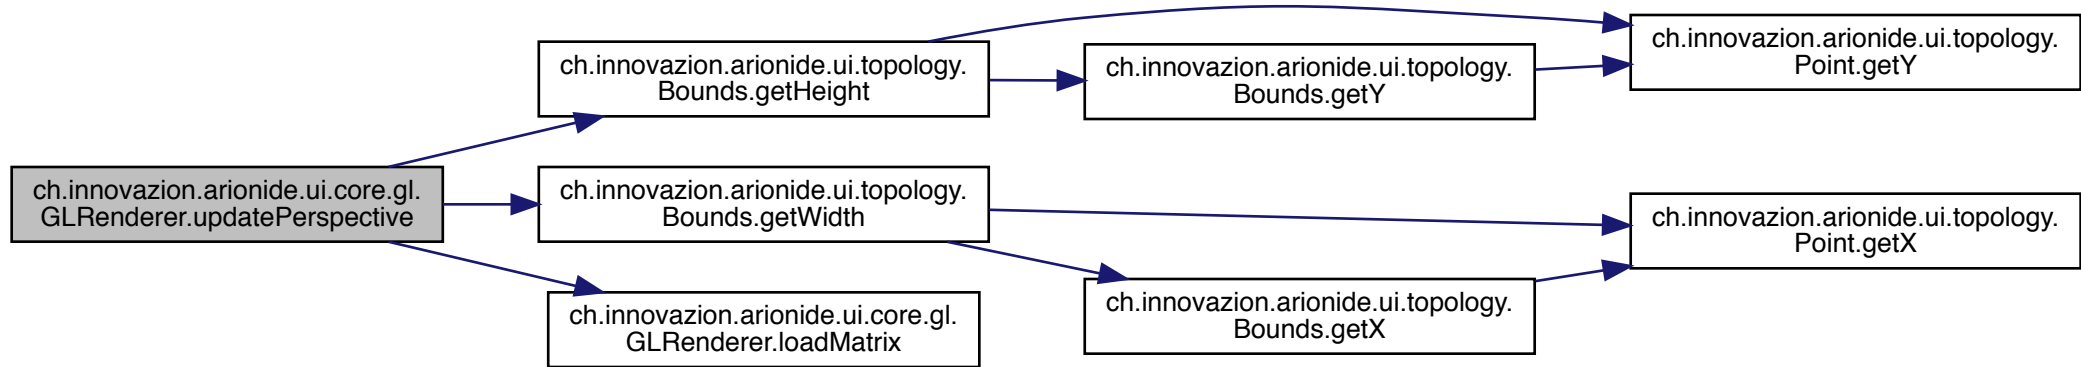 ch.innovazion.arionide.ui.core.gl.
GLRenderer.updatePerspective
ch.innovazion.arionide.ui.topology.
Bounds.getHeight
ch.innovazion.arionide.ui.topology.
Bounds.getY
ch.innovazion.arionide.ui.topology.
Point.getY
ch.innovazion.arionide.ui.topology.
Bounds.getWidth
ch.innovazion.arionide.ui.topology.
Bounds.getX
ch.innovazion.arionide.ui.topology.
Point.getX
ch.innovazion.arionide.ui.core.gl.
GLRenderer.loadMatrix